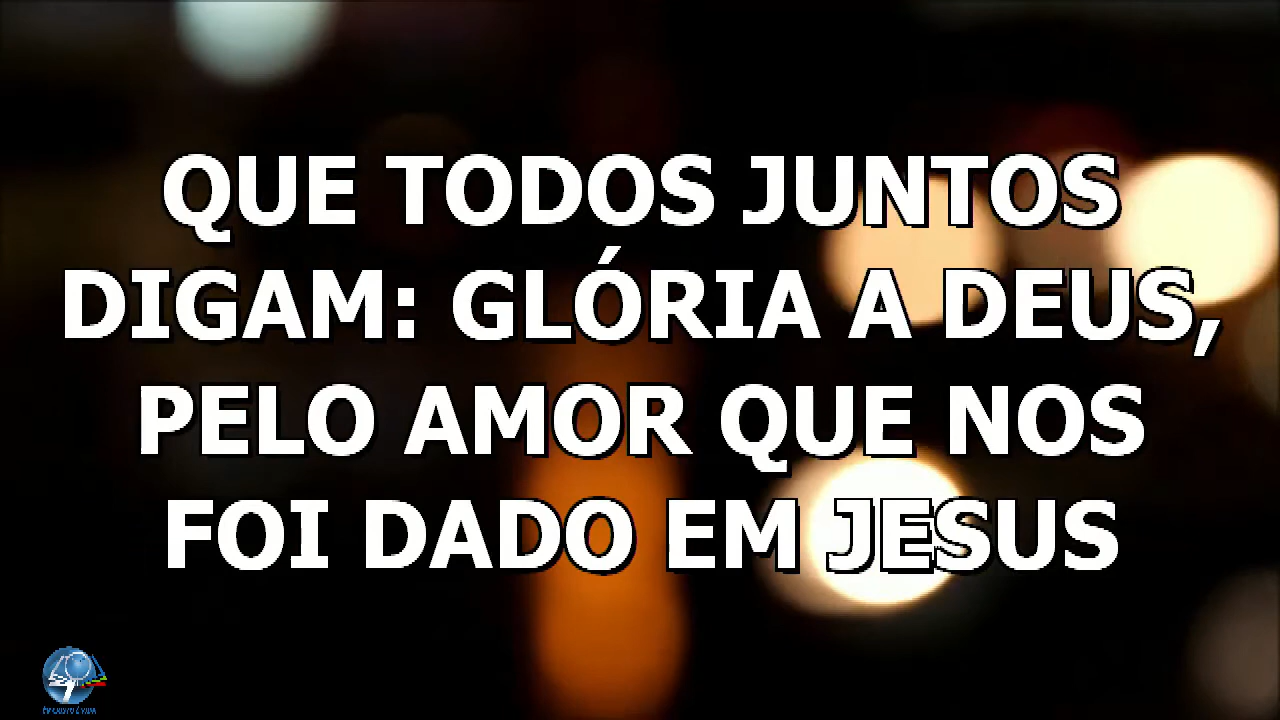 QUE TODOS JUNTOS
DIGAM: GLÓRIA A DEUS,
PELO AMOR QUE NOS
FOI DADO EM JESUS